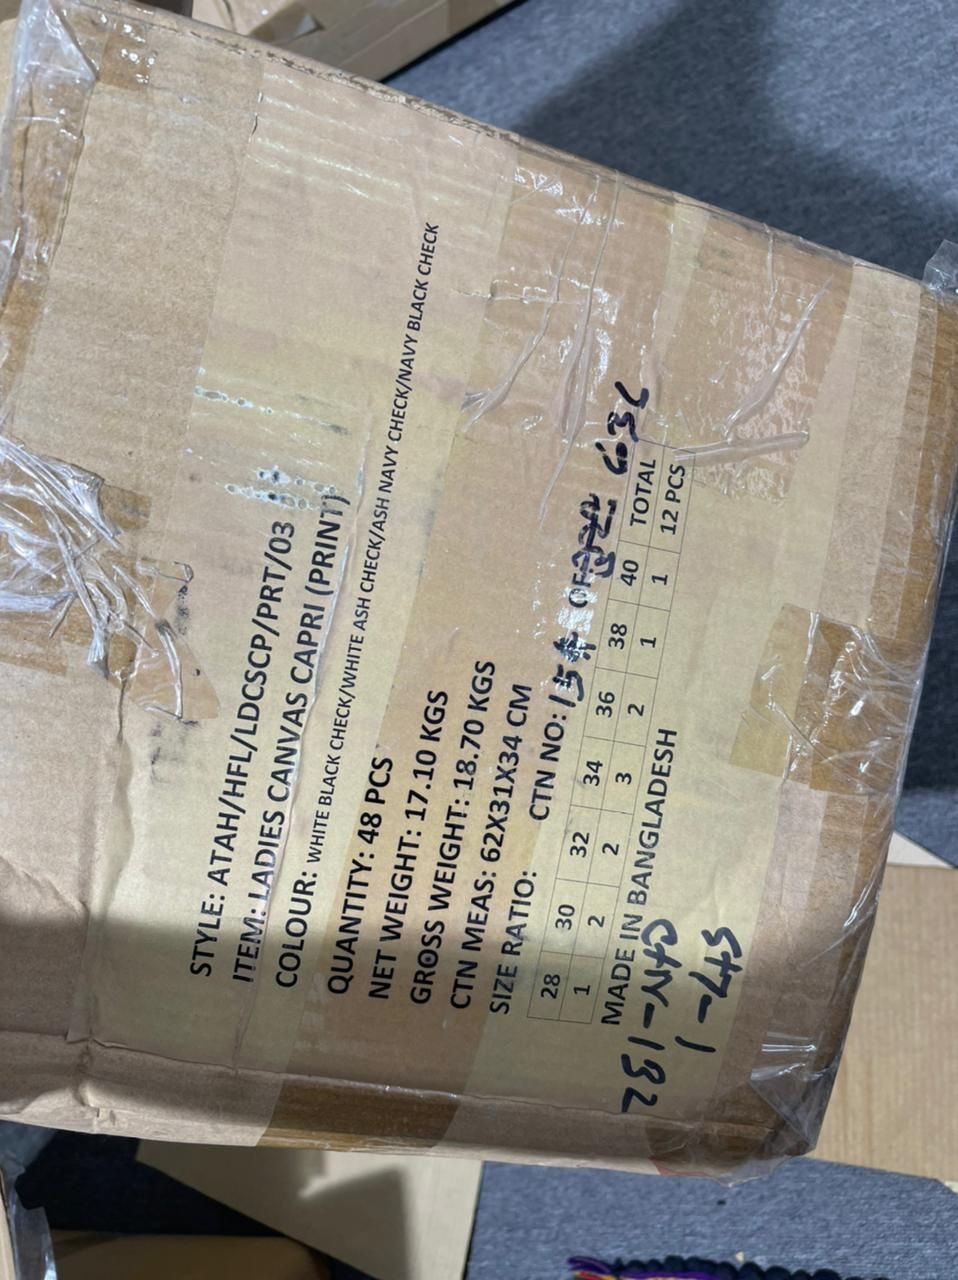 STYLE: ATAH/HFL/LDCSCP/PRT/03
ITEM: LADIES CANVAS CAPRI (PRINT)
COLOUR: WHITE BLACK CHECK/WHITE ASH CHECK/ASH NAVY CHECK/NAVY BLACK CHECK
QUANTITY: 48 PCS
NET WEIGHT: 17.10 KGS
GROSS WEIGHT: 18.70 KGS
CTN MEAS: 62X31X34 CM
SIZE RATIO: CTN NO: OF
28 30 32 34 36 38 40 TOTAL
1 2 2 3 2 1 1 12 PCS
MADE IN BANGLADESH